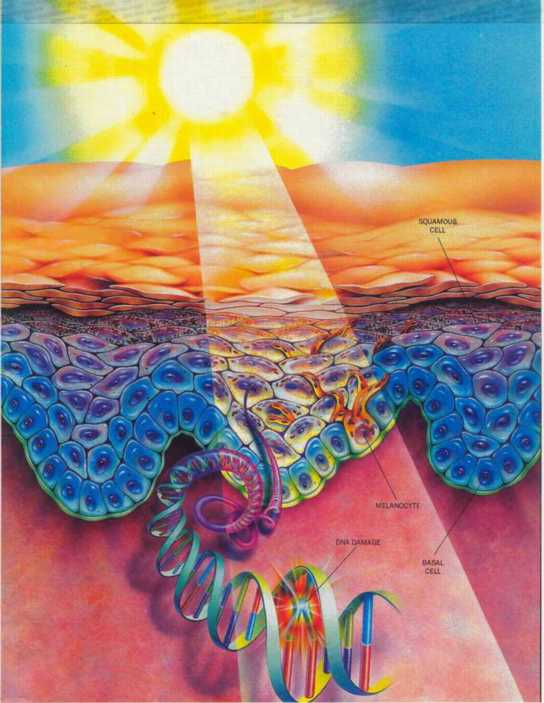 SQUAMOUS
CELL
MELANOCYTE
DNA DAMAGE
BASAL
CELL